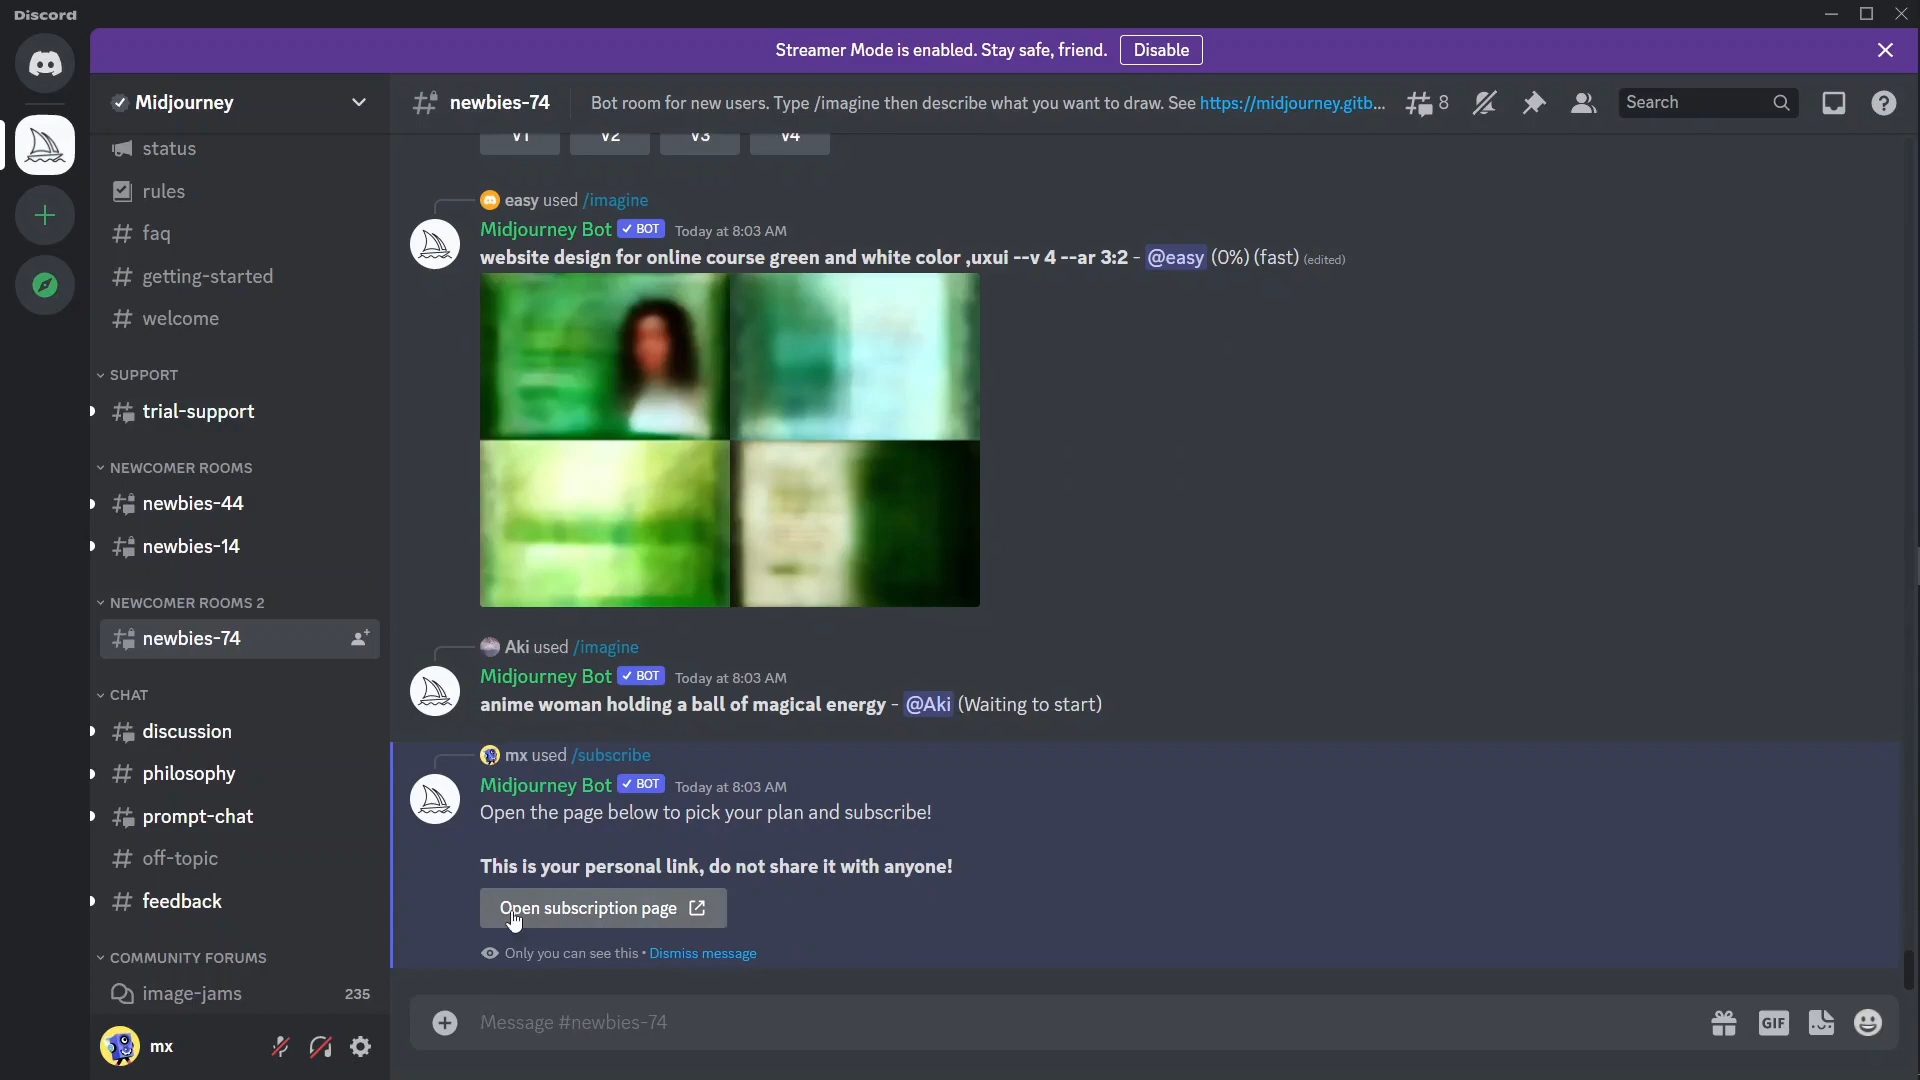 Discord
Streamer Mode is enabled. Stay safe, friend. Disable
Midjourney
newbies-74
Bot room for new users. Type /imagine then describe what you want to draw. See https://midjourney.gitb...
8
Search
status
rules
faq
getting-started
welcome
SUPPORT
trial-support
NEWCOMER ROOMS
newbies-44
newbies-14
NEWCOMER ROOMS 2
newbies-74
CHAT
discussion
philosophy
prompt-chat
off-topic
feedback
COMMUNITY FORUMS
image-jams 235
mx
V1 V2 V3 V4
easy used /imagine
Midjourney Bot ✓ BOT Today at 8:03 AM
website design for online course green and white color ,uxui --v 4 --ar 3:2 - @easy (0%) (fast) (edited)
Aki used /imagine
Midjourney Bot ✓ BOT Today at 8:03 AM
anime woman holding a ball of magical energy - @Aki (Waiting to start)
mx used /subscribe
Midjourney Bot ✓ BOT Today at 8:03 AM
Open the page below to pick your plan and subscribe!
This is your personal link, do not share it with anyone!
Open subscription page
Only you can see this • Dismiss message
Message #newbies-74
GIF